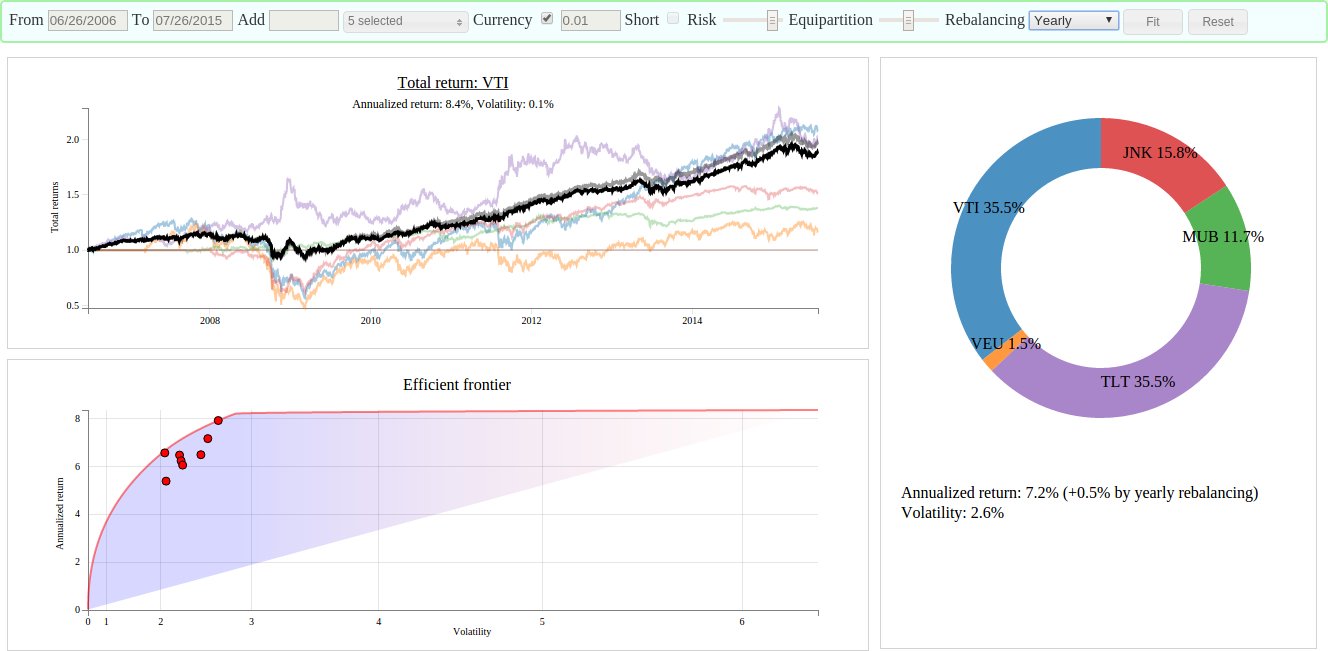 From 06/26/2006 To 07/26/2015 Add 5 selected Currency 0.01 Short Risk Equipartition Rebalancing Yearly Fit Reset
Total return: VTI
Annualized return: 8.4%, Volatility: 0.1%
Total returns
2.0
1.5
1.0
0.5
2008 2010 2012 2014
Efficient frontier
Annualized return
8
6
4
2
0
0 1 2 3 4 5 6
Volatility
JNK 15.8%
VTI 35.5%
MUB 11.7%
VEU 1.5%
TLT 35.5%
Annualized return: 7.2% (+0.5% by yearly rebalancing)
Volatility: 2.6%